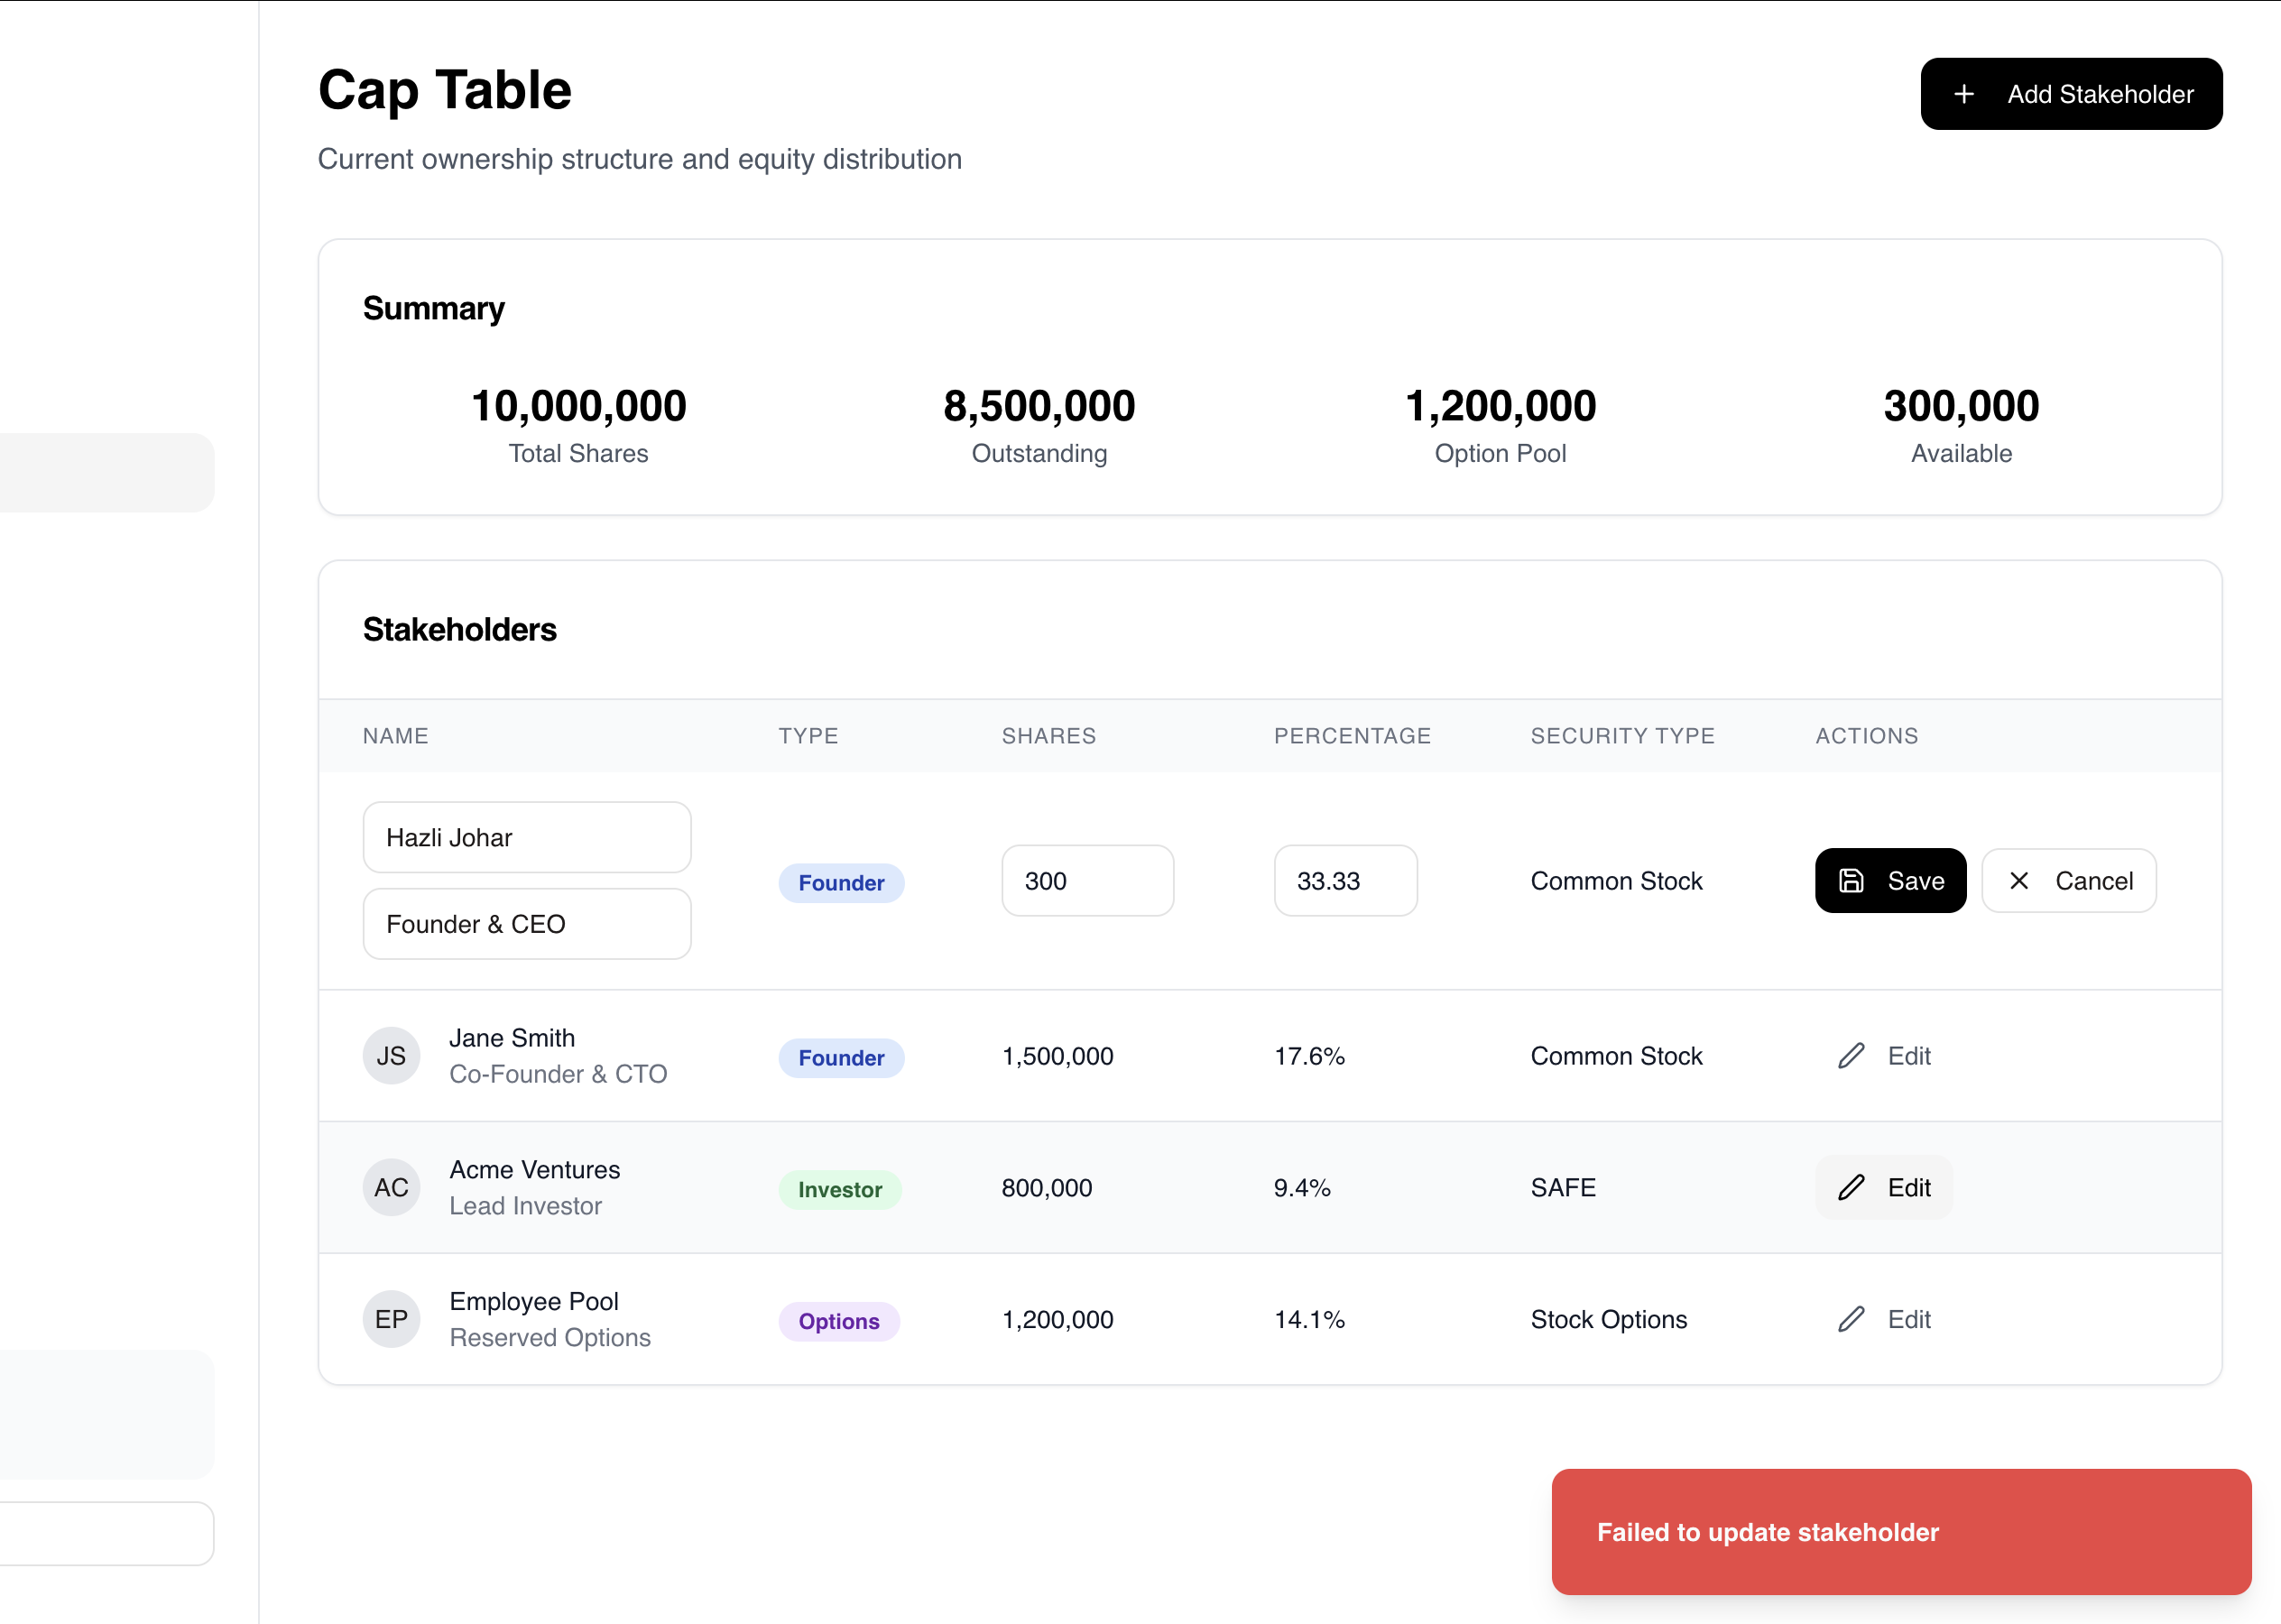 Cap Table
+ Add Stakeholder
Current ownership structure and equity distribution
Summary
10,000,000
Total Shares
8,500,000
Outstanding
1,200,000
Option Pool
300,000
Available
Stakeholders
NAME TYPE SHARES PERCENTAGE SECURITY TYPE ACTIONS
Hazli Johar
Founder & CEO
Founder 300 33.33 Common Stock Save Cancel
JS Jane Smith
Co-Founder & CTO
Founder 1,500,000 17.6% Common Stock Edit
AC Acme Ventures
Lead Investor
Investor 800,000 9.4% SAFE Edit
EP Employee Pool
Reserved Options
Options 1,200,000 14.1% Stock Options Edit
Failed to update stakeholder